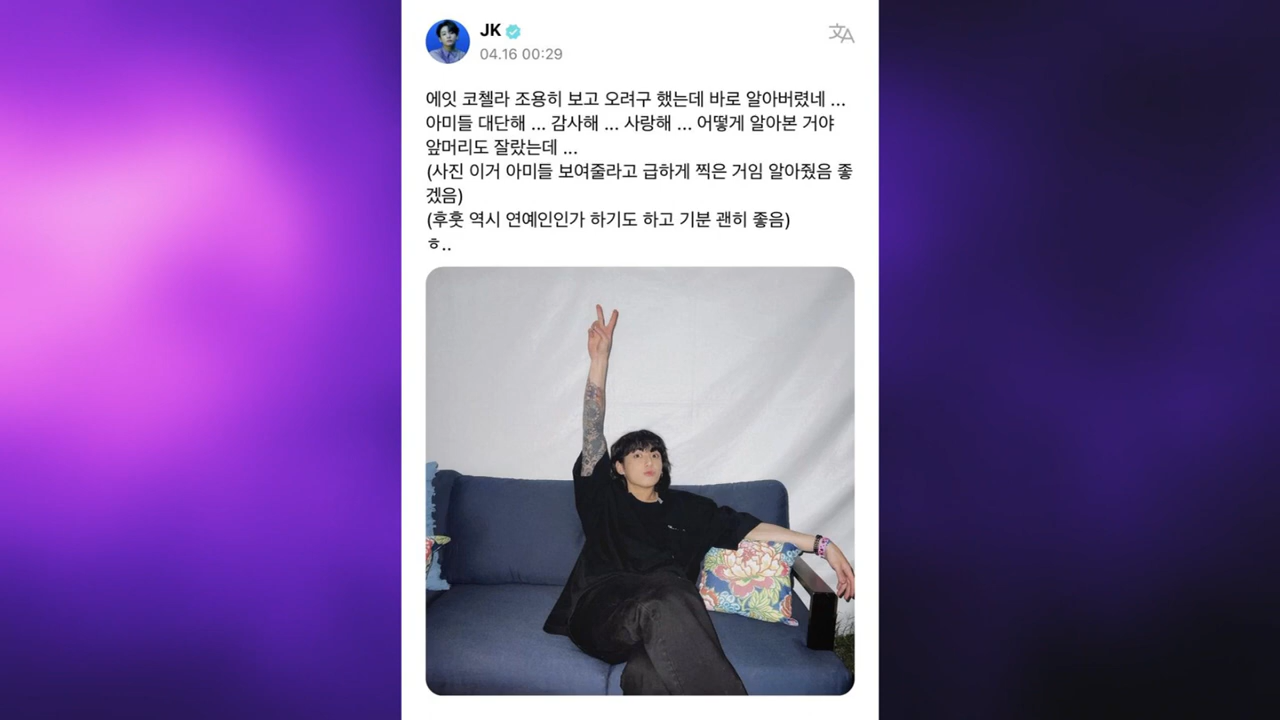 JK
04.16 00:29
에잇 코첼라 조용히 보고 오려구 했는데 바로 알아버렸네 ...
아미들 대단해 ... 감사해 ... 사랑해 ... 어떻게 알아본 거야
앞머리도 잘랐는데 ...
(사진 이거 아미들 보여줄라고 급하게 찍은 거임 알아줬음 좋
겠음)
(후훗 역시 연예인인가 하기도 하고 기분 괜히 좋음)
ㅎ..